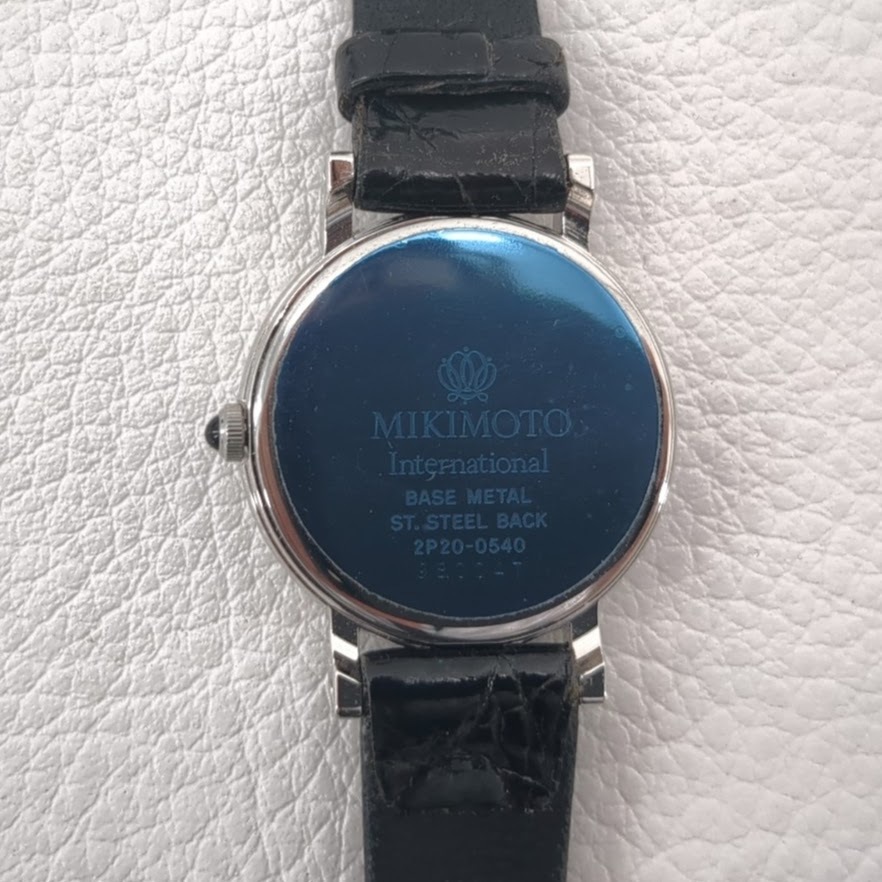 MIKIMOTO
International
BASE METAL
ST. STEEL BACK
2P20-0540